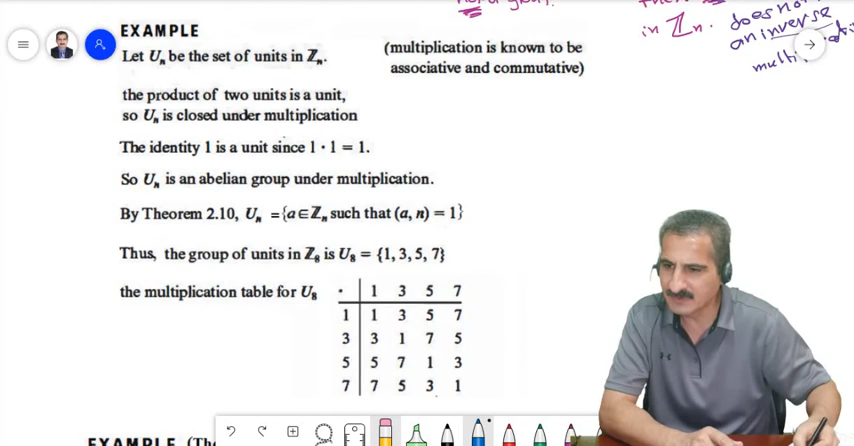 in ℤn. does not
an inverse
EXAMPLE
Let Uₙ be the set of units in ℤₙ. (multiplication is known to be
associative and commutative)
the product of two units is a unit,
so Uₙ is closed under multiplication
The identity 1 is a unit since 1 · 1 = 1.
So Uₙ is an abelian group under multiplication.
By Theorem 2.10, Uₙ = {a ∈ ℤₙ such that (a, n) = 1}
Thus, the group of units in ℤ₈ is U₈ = {1, 3, 5, 7}
the multiplication table for U₈
· 1 3 5 7
1 1 3 5 7
3 3 1 7 5
5 5 7 1 3
7 7 5 3 1
EXAMPLE